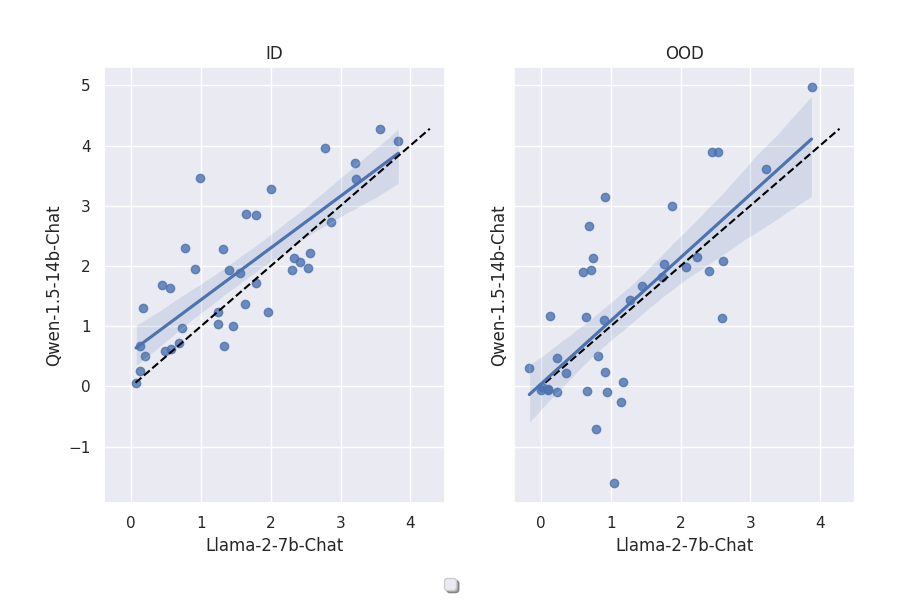 ID
OOD
5
4
3
2
1
0
−1
Qwen-1.5-14b-Chat
Qwen-1.5-14b-Chat
0 1 2 3 4
0 1 2 3 4
Llama-2-7b-Chat
Llama-2-7b-Chat